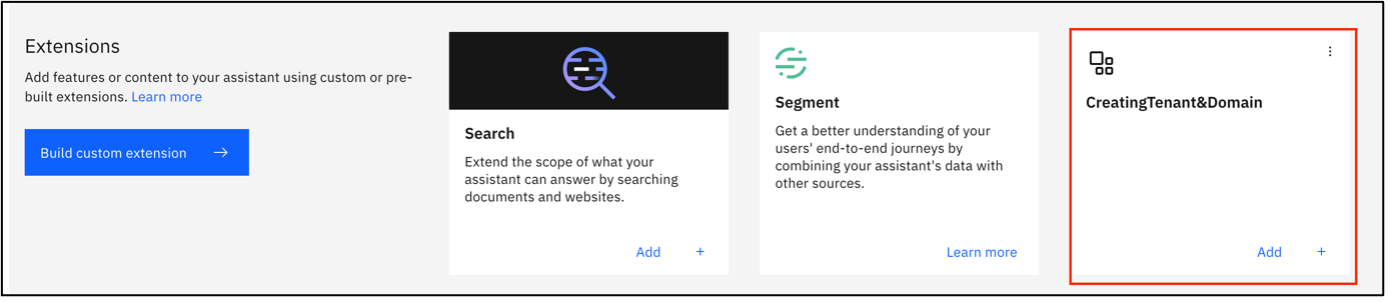 Extensions
Add features or content to your assistant using custom or pre-
built extensions. Learn more
Build custom extension
Search
Extend the scope of what your
assistant can answer by searching
documents and websites.
Add +
Segment
Get a better understanding of your
users' end-to-end journeys by
combining your assistant's data with
other sources.
Learn more
CreatingTenant&Domain
Add +